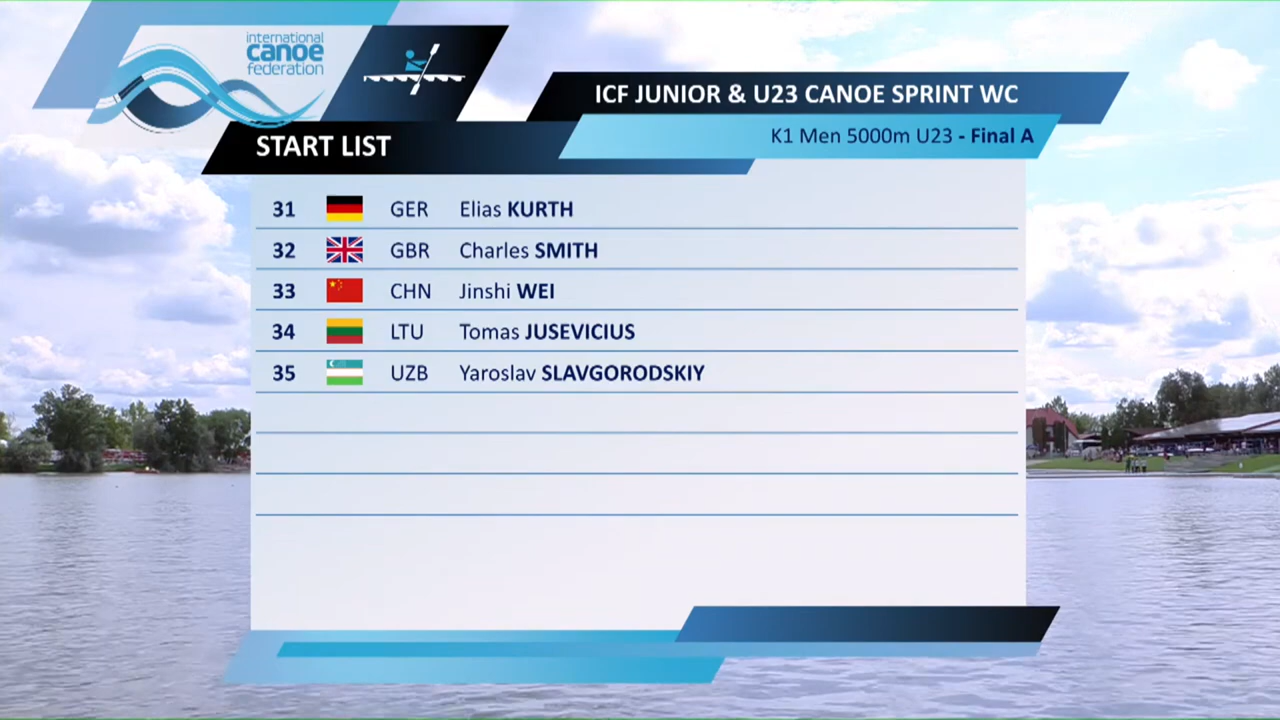 international
canoe
federation
ICF JUNIOR & U23 CANOE SPRINT WC
K1 Men 5000m U23 - Final A
START LIST
31 GER Elias KURTH
32 GBR Charles SMITH
33 CHN Jinshi WEI
34 LTU Tomas JUSEVICIUS
35 UZB Yaroslav SLAVGORODSKIY